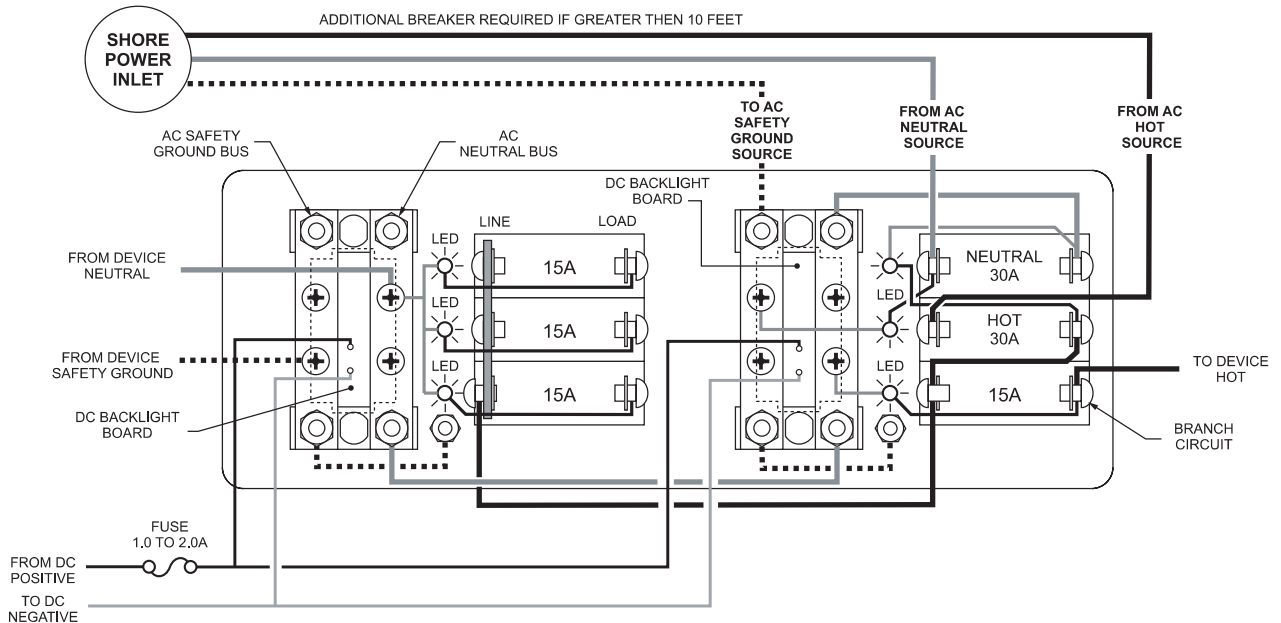 ADDITIONAL BREAKER REQUIRED IF GREATER THEN 10 FEET
SHORE
POWER
INLET
TO AC
SAFETY
GROUND
SOURCE
FROM AC
NEUTRAL
SOURCE
FROM AC
HOT
SOURCE
AC SAFETY
GROUND BUS
AC
NEUTRAL BUS
DC BACKLIGHT
BOARD
LINE
LOAD
LED
15A
LED
15A
LED
15A
FROM DEVICE
NEUTRAL
FROM DEVICE
SAFETY GROUND
DC BACKLIGHT
BOARD
NEUTRAL
30A
LED
HOT
30A
LED
15A
TO DEVICE
HOT
BRANCH
CIRCUIT
FUSE
1.0 TO 2.0A
FROM DC
POSITIVE
TO DC
NEGATIVE